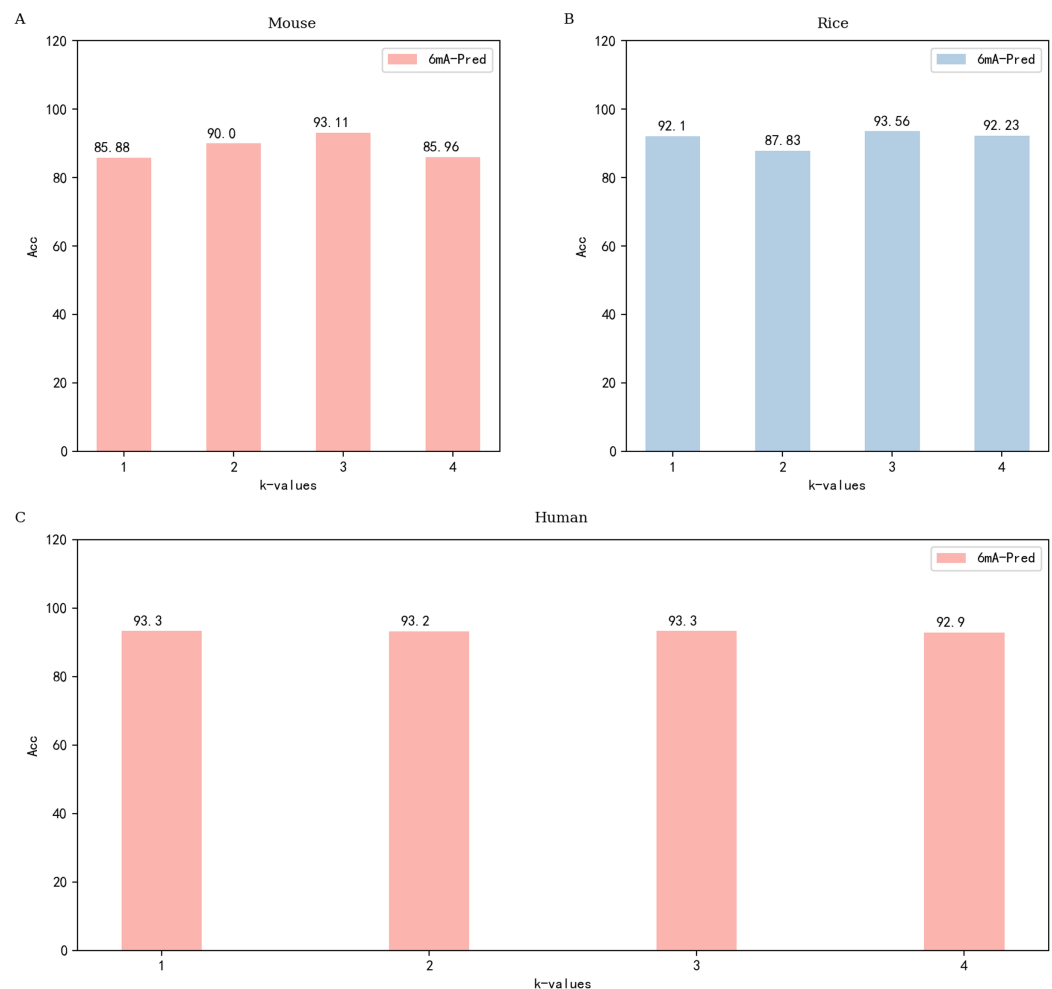 A
Mouse
120
100
80
60
40
20
0
Acc
6mA-Pred
85.88
90.0
93.11
85.96
1 2 3 4
k-values
B
Rice
120
100
80
60
40
20
0
Acc
6mA-Pred
92.1
87.83
93.56
92.23
1 2 3 4
k-values
C
Human
120
100
80
60
40
20
0
Acc
6mA-Pred
93.3
93.2
93.3
92.9
1 2 3 4
k-values